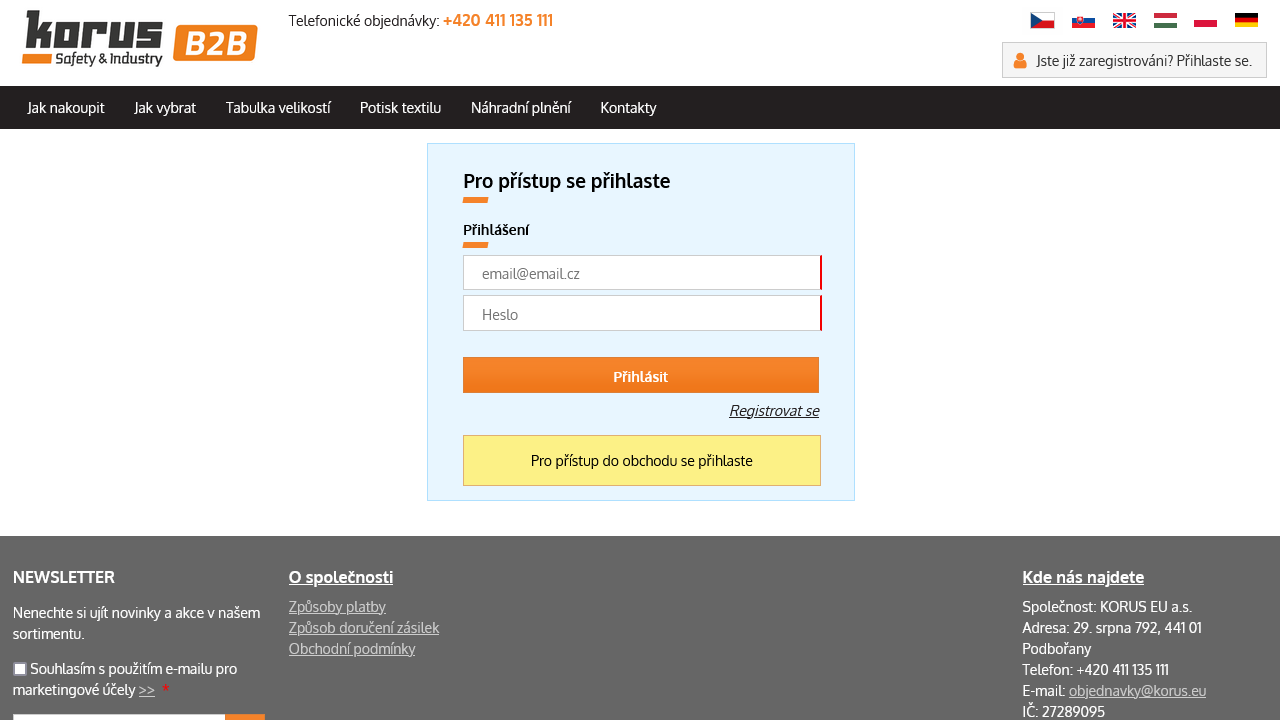 korus
Safety & Industry
B2B
Telefonické objednávky: +420 411 135 111
Jste již zaregistrováni? Přihlaste se.
Jak nakoupit
Jak vybrat
Tabulka velikostí
Potisk textilu
Náhradní plnění
Kontakty
Pro přístup se přihlaste
Přihlášení
email@email.cz
Heslo
Přihlásit
Registrovat se
Pro přístup do obchodu se přihlaste
NEWSLETTER
Nenechte si ujít novinky a akce v našem
sortimentu.
Souhlasím s použitím e-mailu pro
marketingové účely >> *
O společnosti
Způsoby platby
Způsob doručení zásilek
Obchodní podmínky
Kde nás najdete
Společnost: KORUS EU a.s.
Adresa: 29. srpna 792, 441 01
Podbořany
Telefon: +420 411 135 111
E-mail: objednavky@korus.eu
IČ: 27289095